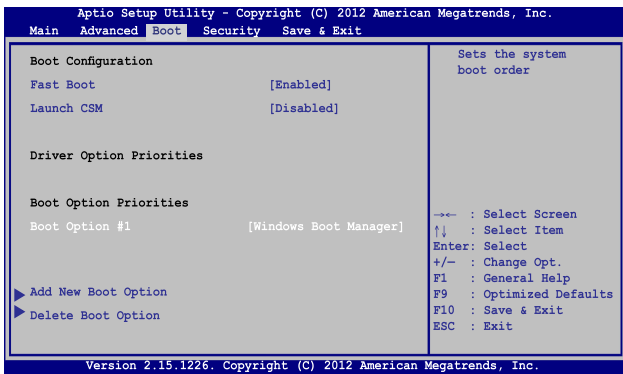 Aptio Setup Utility - Copyright (C) 2012 American Megatrends, Inc.
Main Advanced Boot Security Save & Exit
Boot Configuration
Fast Boot [Enabled]
Launch CSM [Disabled]
Driver Option Priorities
Boot Option Priorities
Boot Option #1 [Windows Boot Manager]
Add New Boot Option
Delete Boot Option
Sets the system
boot order
→← : Select Screen
↑↓ : Select Item
Enter: Select
+/— : Change Opt.
F1 : General Help
F9 : Optimized Defaults
F10 : Save & Exit
ESC : Exit
Version 2.15.1226. Copyright (C) 2012 American Megatrends, Inc.